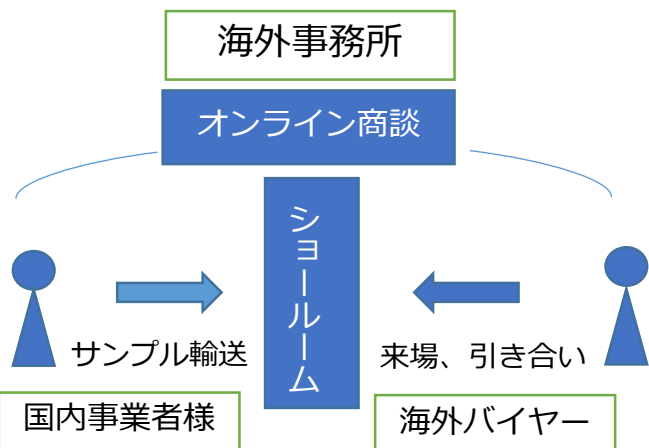 海外事務所
オンライン商談
ショールーム
サンプル輸送
来場、引き合い
国内事業者様
海外バイヤー